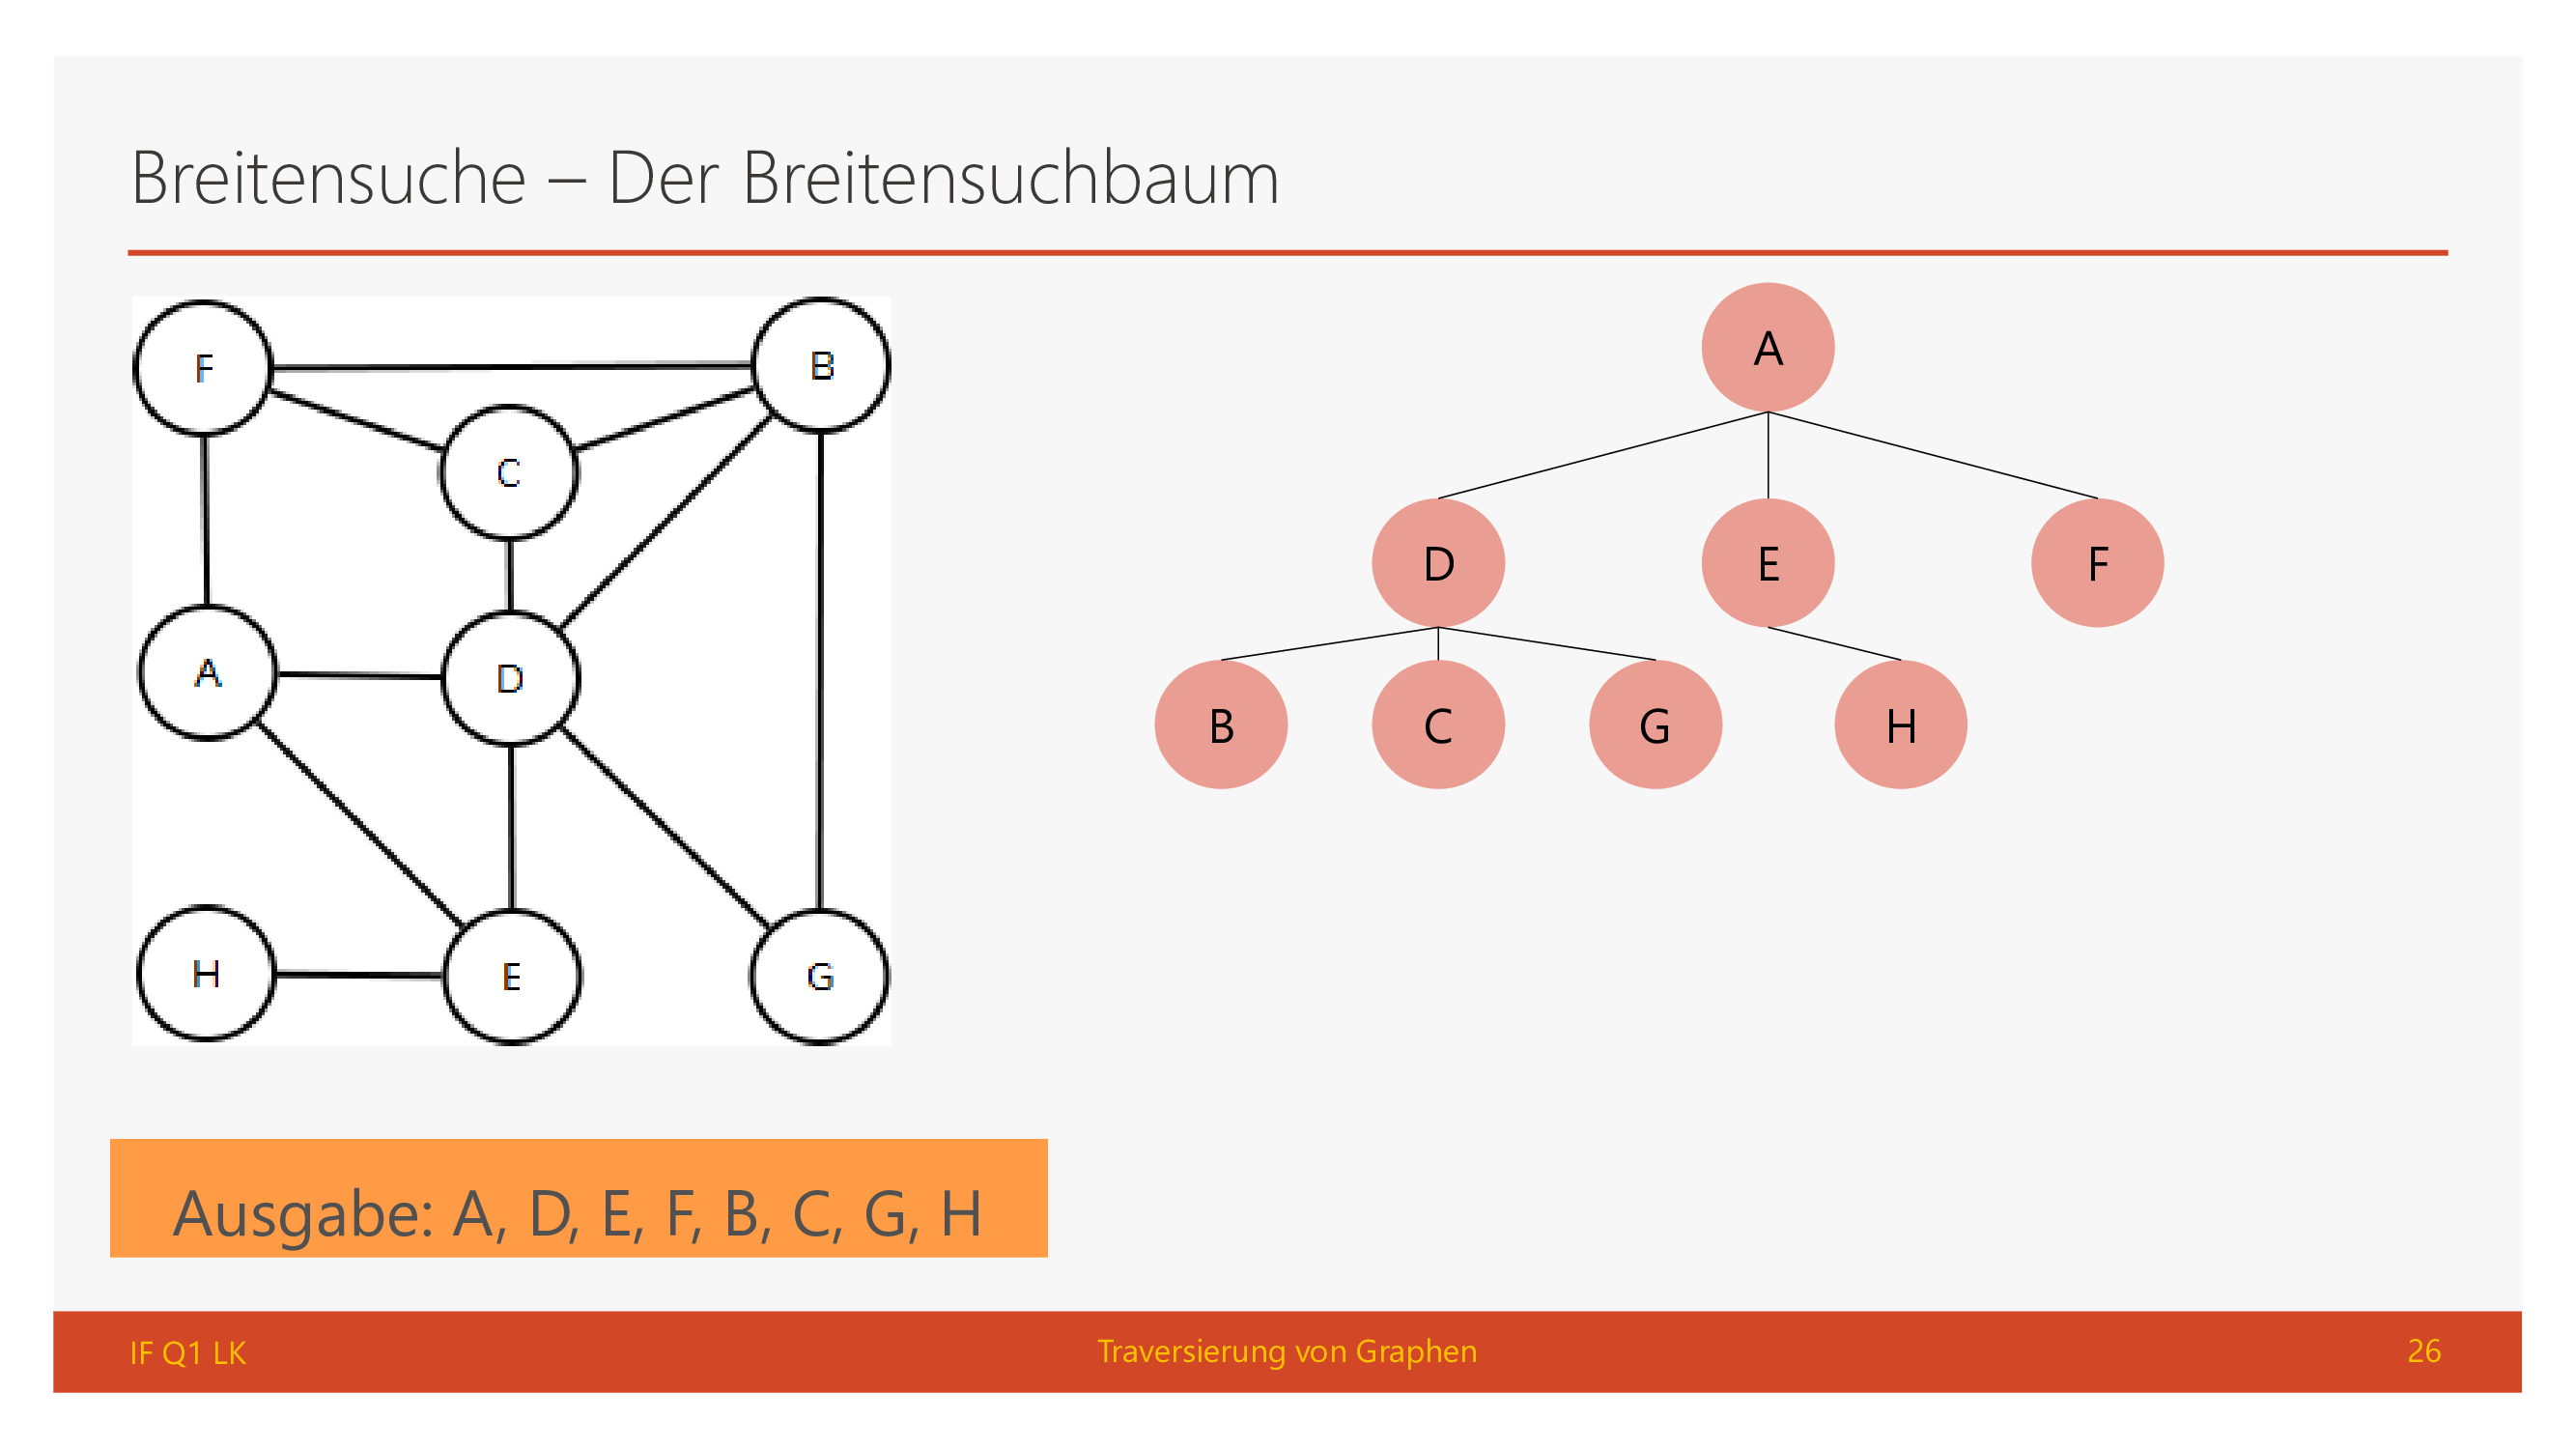 Breitensuche – Der Breitensuchbaum
F
B
C
A
D
H
E
G
A
D
E
F
B
C
G
H
Ausgabe: A, D, E, F, B, C, G, H
IF Q1 LK
Traversierung von Graphen
26